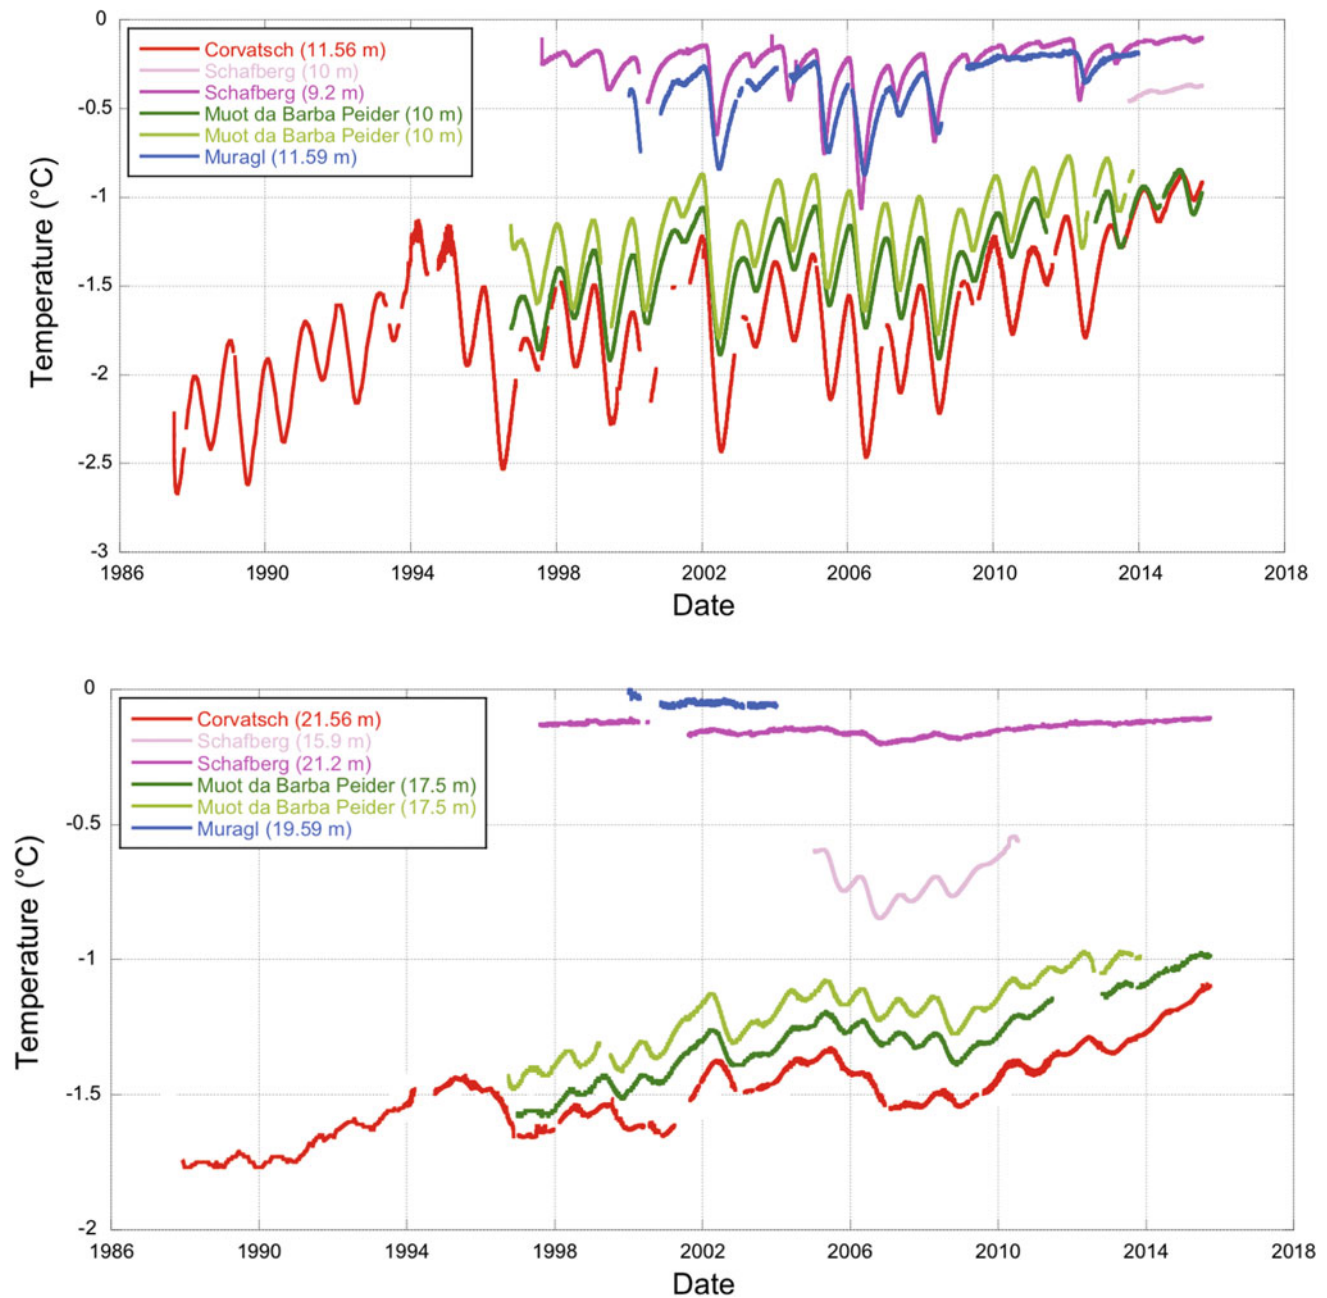 0
-0.5
-1
-1.5
-2
-2.5
-3
Temperature (°C)
Corvatsch (11.56 m)
Schafberg (10 m)
Schafberg (9.2 m)
Muot da Barba Peider (10 m)
Muot da Barba Peider (10 m)
Muragl (11.59 m)
1986 1990 1994 1998 2002 2006 2010 2014 2018
Date
0
-0.5
-1
-1.5
-2
Temperature (°C)
Corvatsch (21.56 m)
Schafberg (15.9 m)
Schafberg (21.2 m)
Muot da Barba Peider (17.5 m)
Muot da Barba Peider (17.5 m)
Muragl (19.59 m)
1986 1990 1994 1998 2002 2006 2010 2014 2018
Date